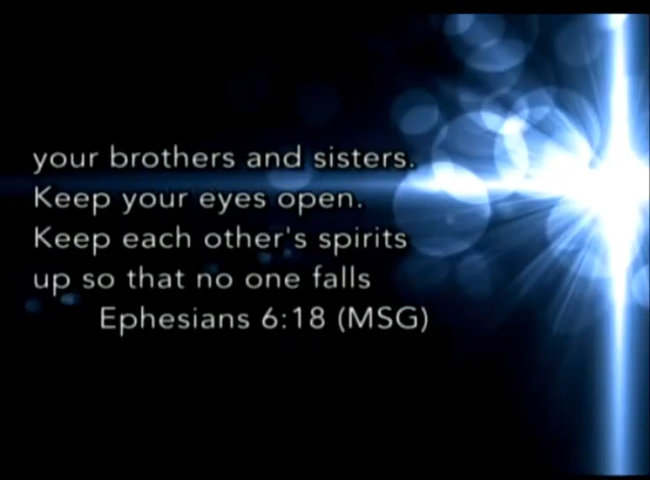 your brothers and sisters.
Keep your eyes open.
Keep each other's spirits
up so that no one falls
Ephesians 6:18 (MSG)